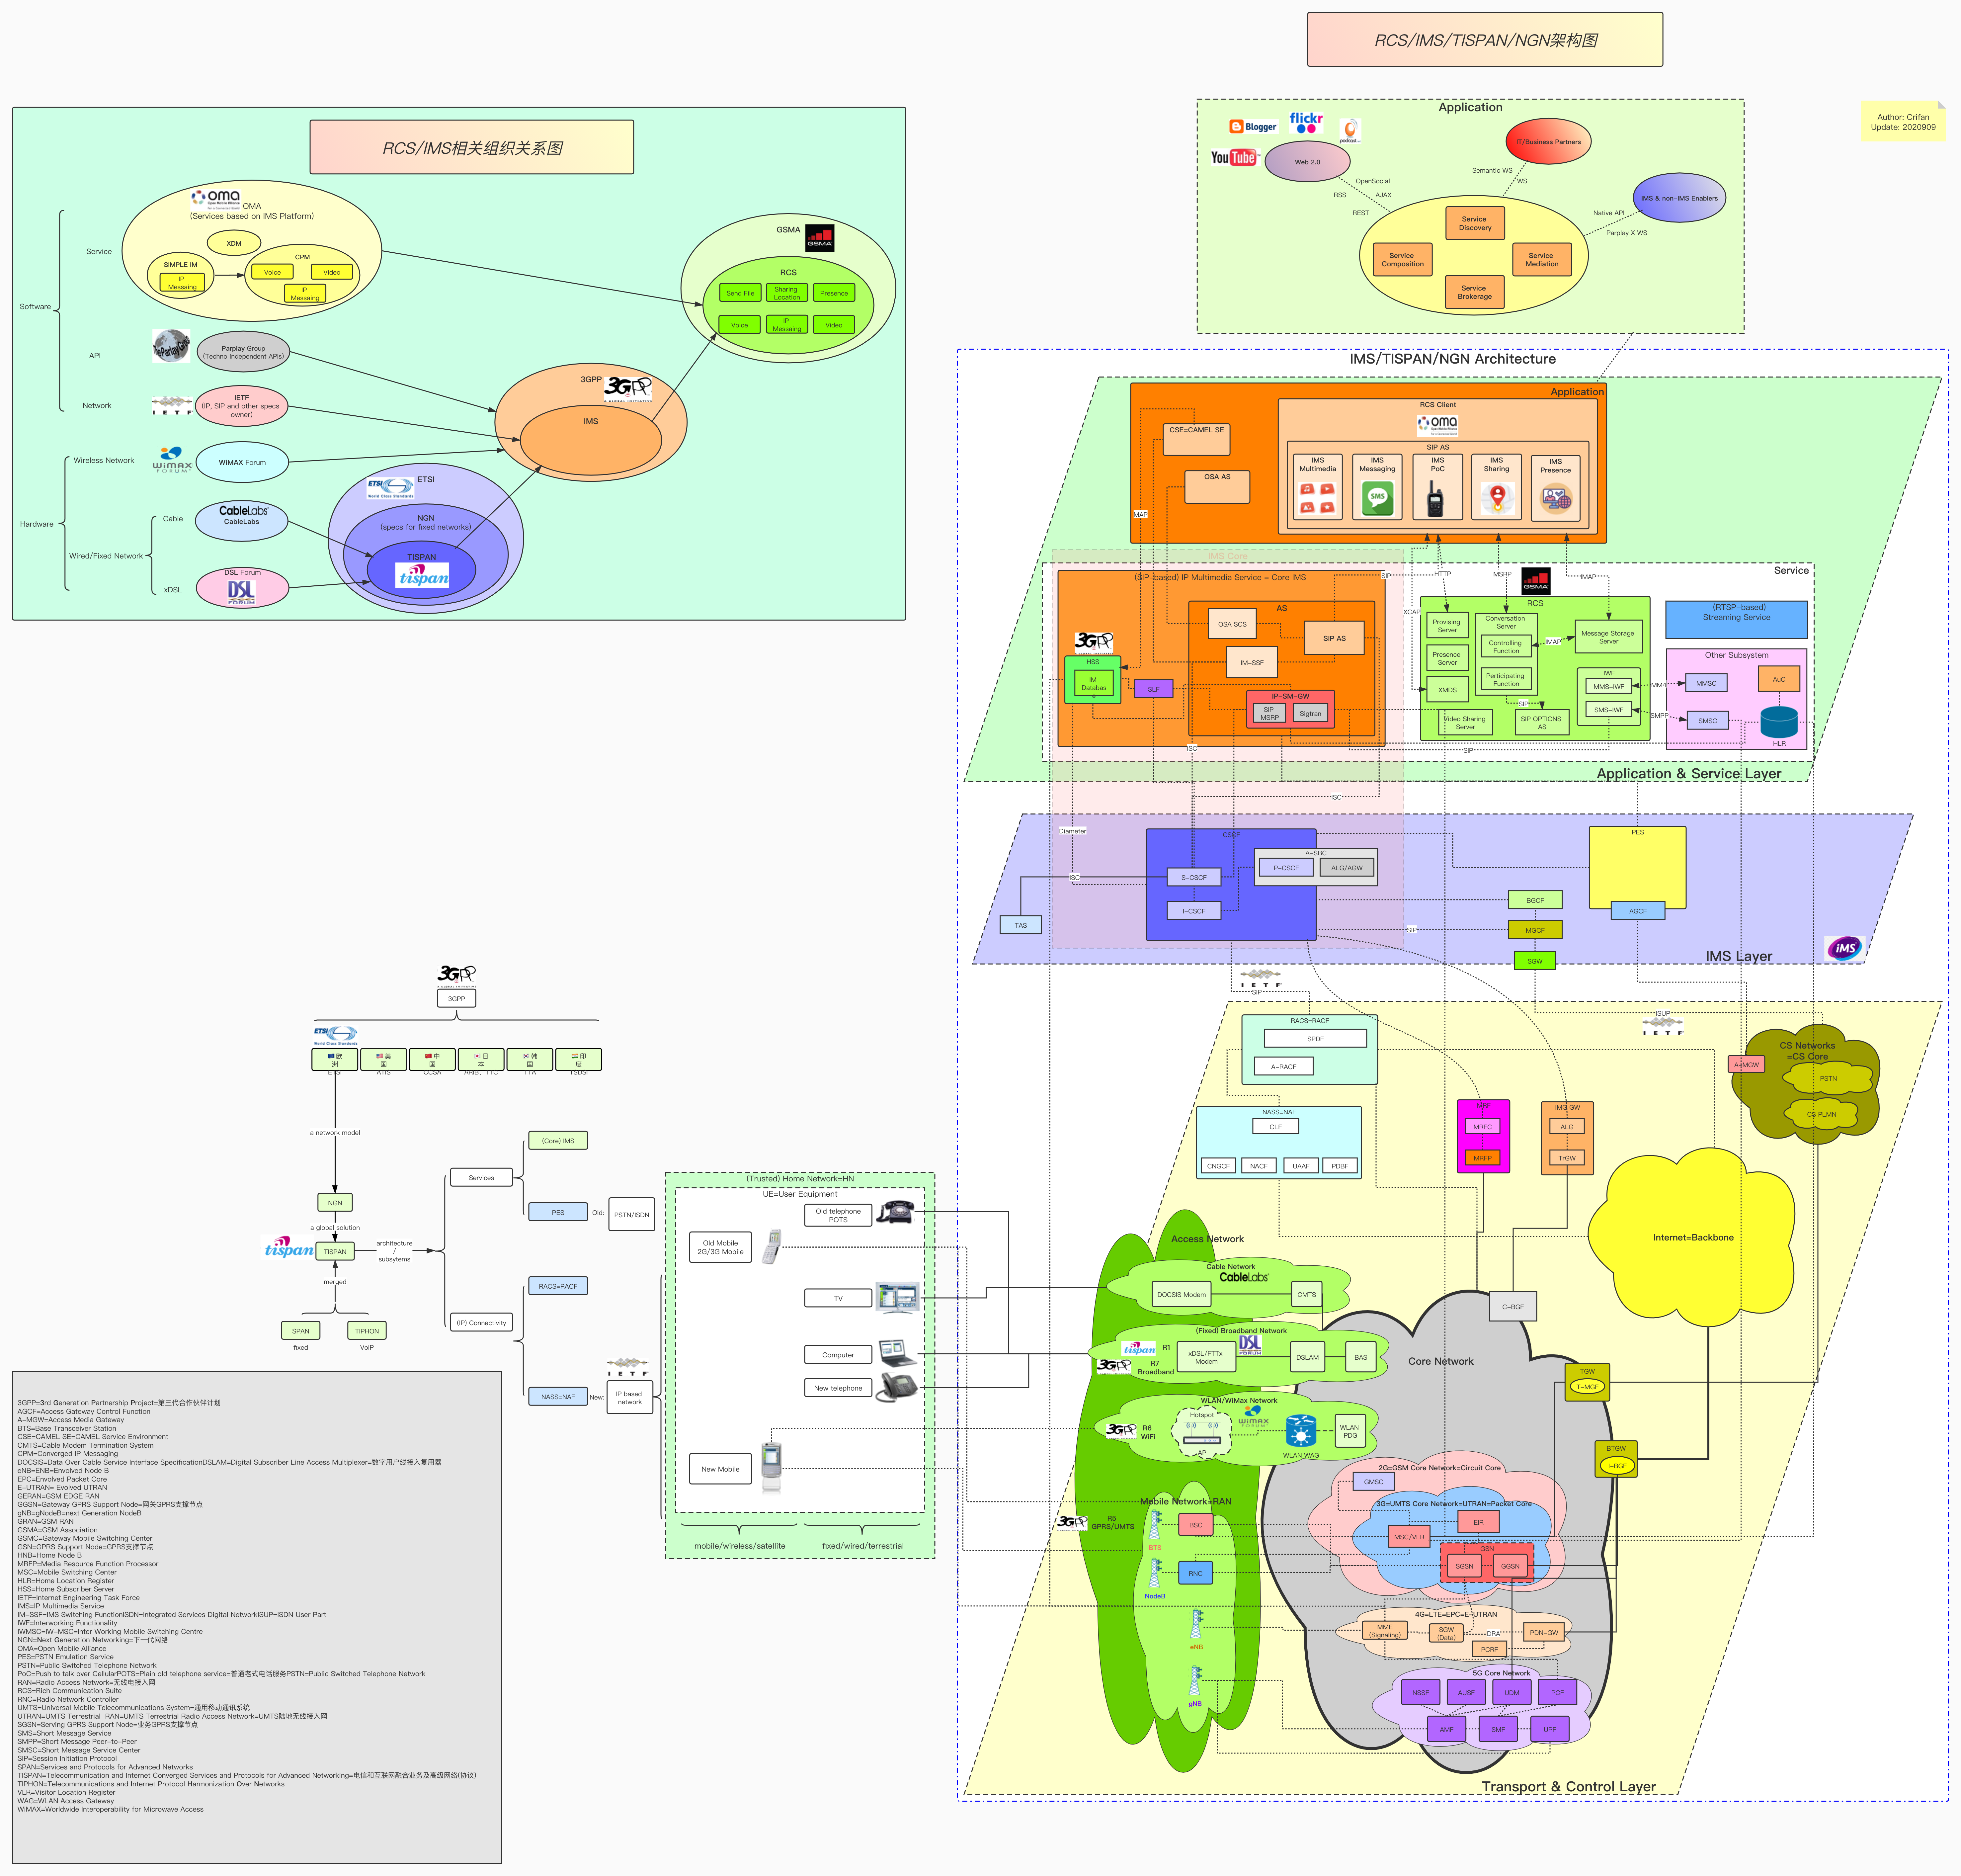 RCS/IMS/TISPAN/NGN架构图
Author: Crifan
Update: 2020909
RCS/IMS相关组织关系图
Software
Service
API
Network
Hardware
Wireless Network
Wired/Fixed Network
Cable
xDSL
oma
Open Mobile Alliance
OMA
(Services based on IMS Platform)
XDM
SIMPLE IM
IP
Messaing
CPM
Voice
Video
IP
Messaing
Parplay Group
(Techno independent APIs)
IETF
(IP, SIP and other specs
owner)
WiMAX
FORUM
WiMAX Forum
CableLabs
CableLabs
DSL Forum
DSL
FORUM
ETSI
World Class Standards
ETSI
NGN
(specs for fixed networks)
TISPAN
tispan
3GPP
A GLOBAL INITIATIVE
IMS
GSMA
GSMA
RCS
Send File
Sharing
Location
Presence
Voice
IP
Messaing
Video
Application
Blogger
flickr
podcast
YouTube
Web 2.0
IT/Business Partners
IMS & non-IMS Enablers
OpenSocial
RSS
AJAX
REST
Semantic WS
WS
Native API
Parplay X WS
Service
Discovery
Service
Composition
Service
Mediation
Service
Brokerage
IMS/TISPAN/NGN Architecture
Application
CSE=CAMEL SE
OSA AS
RCS Client
oma
SIP AS
IMS
Multimedia
IMS
Messaging
SMS
IMS
PoC
IMS
Sharing
IMS
Presence
MAP
IMS Core
(SIP-based) IP Multimedia Service = Core IMS
SIP
HTTP
MSRP
IMAP
XCAP
Service
AS
OSA SCS
SIP AS
IM-SSF
HSS
IM
Databas
SLF
IP-SM-GW
SIP
MSRP
Sigtran
GSMA
RCS
Provising
Server
Conversation
Server
Controlling
Function
Perticipating
Function
IMAP
Message Storage
Server
Presence
Server
XMDS
SIP
Video Sharing
Server
SIP OPTIONS
AS
IWF
MMS-IWF
SMS-IWF
MM4
SMPP
(RTSP-based)
Streaming Service
Other Subsystem
MMSC
AuC
SMSC
HLR
ISC
SIP
Application & Service Layer
ISC
Diameter
CSCF
A-SBC
P-CSCF
ALG/AGW
S-CSCF
I-CSCF
ISC
TAS
PES
AGCF
BGCF
MGCF
SIP
SGW
IMS Layer
iMS
IETF
SIP
ISUP
IETF
RACS=RACF
SPDF
A-RACF
NASS=NAF
CLF
CNGCF
NACF
UAAF
PDBF
MRFC
MRFP
IMG GW
ALG
TrGW
CS Networks
=CS Core
A-MGW
PSTN
CS PLMN
Internet=Backbone
Access Network
Cable Network
CableLabs
DOCSIS Modem
CMTS
(Fixed) Broadband Network
tispan
R1
R7
Broadband
xDSL/FTTx
Modem
DSL
FORUM
DSLAM
BAS
WLAN/WiMax Network
R6
WiFi
Hotspot
AP
WiMAX
FORUM
WLAN WAG
WLAN
PDG
Mobile Network=RAN
R5
GPRS/UMTS
BTS
BSC
NodeB
RNC
eNB
gNB
C-BGF
Core Network
TGW
T-MGF
BTGW
I-BGF
2G=GSM Core Network=Circuit Core
GMSC
3G=UMTS Core Network=UTRAN=Packet Core
EIR
MSC/VLR
GSN
SGSN
GGSN
4G=LTE=EPC=E-UTRAN
MME
(Signaling)
SGW
(Data)
DRA
PCRF
PDN-GW
5G Core Network
NSSF
AUSF
UDM
PCF
AMF
SMF
UPF
Transport & Control Layer
3GPP
欧
洲
ETSI
美
国
ATIS
中
国
CCSA
日
本
ARIB、TTC
韩
国
TTA
印
度
TSDSI
a network model
NGN
a global solution
tispan
TISPAN
merged
SPAN
fixed
TIPHON
VoIP
architecture
/
subsytems
Services
(Core) IMS
PES
Old:
PSTN/ISDN
(IP) Connectivity
RACS=RACF
NASS=NAF
New:
IETF
IP based
network
(Trusted) Home Network=HN
UE=User Equipment
Old telephone
POTS
Old Mobile
2G/3G Mobile
TV
Computer
New telephone
New Mobile
mobile/wireless/satellite
fixed/wired/terrestrial
3GPP=3rd Generation Partnership Project=第三代合作伙伴计划
AGCF=Access Gateway Control Function
A-MGW=Access Media Gateway
BTS=Base Transceiver Station
CSE=CAMEL SE=CAMEL Service Environment
CMTS=Cable Modem Termination System
CPM=Converged IP Messaging
DOCSIS=Data Over Cable Service Interface SpecificationDSLAM=Digital Subscriber Line Access Multiplexer=数字用户线接入复用器
eNB=ENB=Envolved Node B
EPC=Envolved Packet Core
E-UTRAN= Evolved UTRAN
GERAN=GSM EDGE RAN
GGSN=Gateway GPRS Support Node=网关GPRS支撑节点
gNB=gNodeB=next Generation NodeB
GRAN=GSM RAN
GSMA=GSM Association
GSMC=Gateway Mobile Switching Center
GSN=GPRS Support Node=GPRS支撑节点
HNB=Home Node B
MRFP=Media Resource Function Processor
MSC=Mobile Switching Center
HLR=Home Location Register
HSS=Home Subscriber Server
IETF=Internet Engineering Task Force
IMS=IP Multimedia Service
IM-SSF=IMS Switching FunctionISDN=Integrated Services Digital NetworkISUP=ISDN User Part
IWF=Interworking Functionality
IWMSC=IW-MSC=Inter Working Mobile Switching Centre
NGN=Next Generation Networking=下一代网络
OMA=Open Mobile Alliance
PES=PSTN Emulation Service
PSTN=Public Switched Telephone Network
PoC=Push to talk over CellularPOTS=Plain old telephone service=普通老式电话服务PSTN=Public Switched Telephone Network
RAN=Radio Access Network=无线电接入网
RCS=Rich Communication Suite
RNC=Radio Network Controller
UMTS=Universal Mobile Telecommunications System=通用移动通讯系统
UTRAN=UMTS Terrestrial  RAN=UMTS Terrestrial Radio Access Network=UMTS陆地无线接入网
SGSN=Serving GPRS Support Node=业务GPRS支撑节点
SMS=Short Message Service
SMPP=Short Message Peer-to-Peer
SMSC=Short Message Service Center
SIP=Session Initiation Protocol
SPAN=Services and Protocols for Advanced Networks
TISPAN=Telecommunication and Internet Converged Services and Protocols for Advanced Networking=电信和互联网融合业务及高级网络(协议)
TIPHON=Telecommunications and Internet Protocol Harmonization Over Networks
VLR=Visitor Location Register
WAG=WLAN Access Gateway
WiMAX=Worldwide Interoperability for Microwave Access